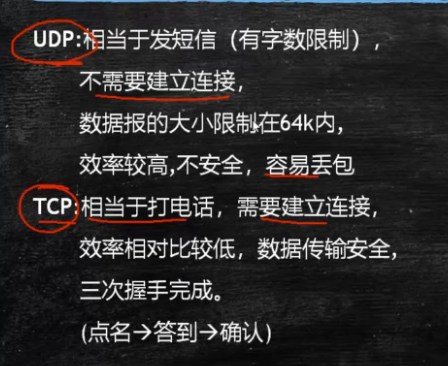 UDP:相当于发短信（有字数限制），
不需要建立连接，
数据报的大小限制在64k内，
效率较高,不安全，容易丢包
TCP:相当于打电话，需要建立连接，
效率相对比较低，数据传输安全，
三次握手完成。
(点名→答到→确认)